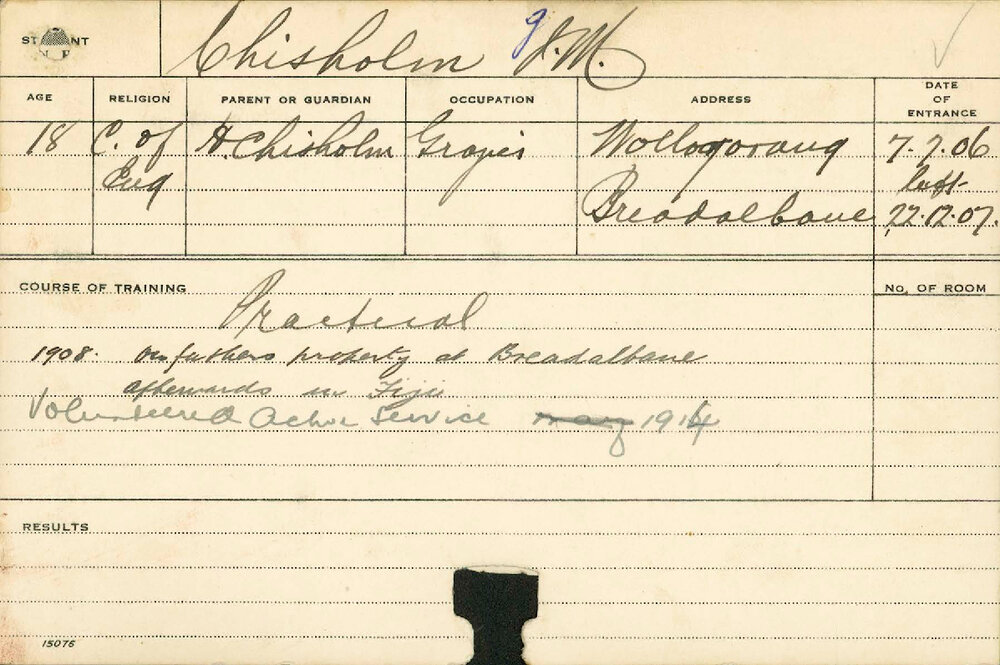 Chisholm J.M.
AGE RELIGION PARENT OR GUARDIAN OCCUPATION ADDRESS DATE OF ENTRANCE
18 C. of H. Chisholm Grazier Wollogorang 7.7.06
Eng left
Breadalbane 22.12.07.
COURSE OF TRAINING No. OF ROOM
Practical
1908. On fathers property at Breadalbane
afterwards in Fiji
Volunteered Active Service may 1914
RESULTS
15076